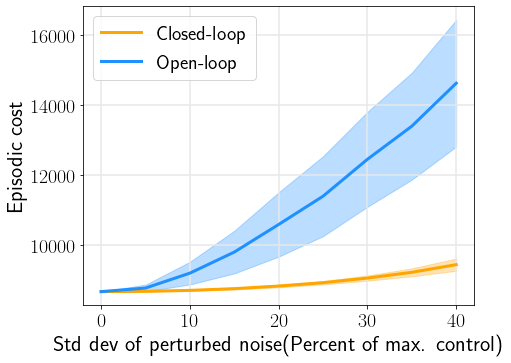 Closed-loop
Open-loop
16000
14000
12000
10000
Episodic cost
0 10 20 30 40
Std dev of perturbed noise(Percent of max. control)